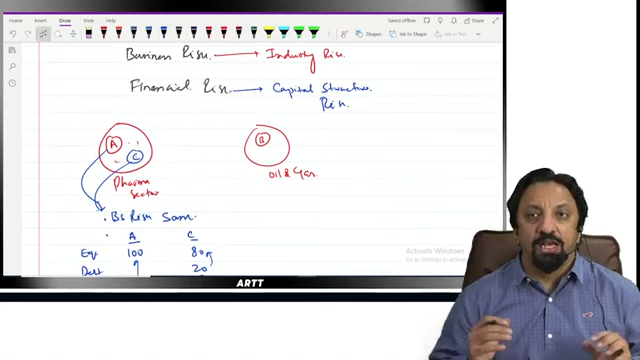 Saved offline
File Home Insert Draw View Help
Shapes Ink to Shape Ink to Text
Business Risk → Industry Risk.
Financial Risk → Capital Structure
Risk.
A C
B
Pharma
Sector
Oil & Gas.
• Bs Risk Same.
• A C
Eq: 100 80
Debt 20
Activate Windows
Go to Settings to activate
ARTT